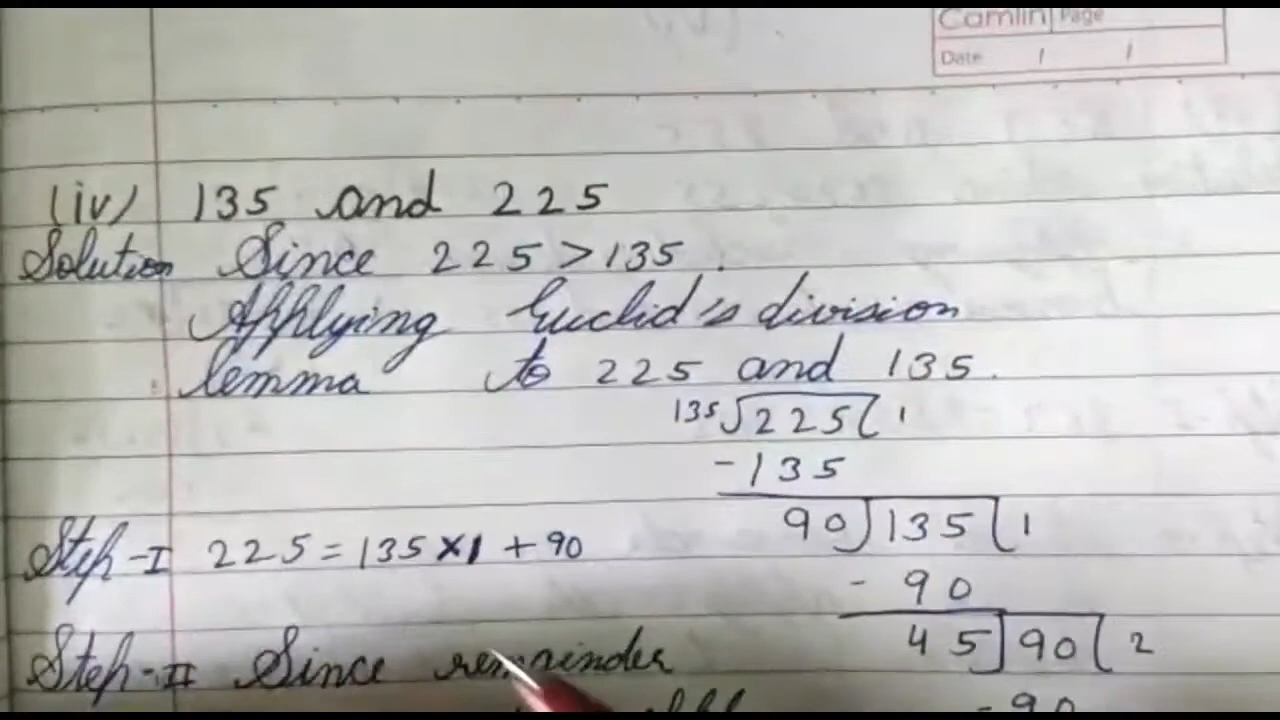 Camlin Page
Date / /
(iv) 135 and 225
Solution Since 225 > 135.
Applying Euclid's division
lemma to 225 and 135.
135)225(1
-135
90)135(1
Step-I 225 = 135 × 1 + 90
- 90
45)90(2
Step-II Since remainder
-90